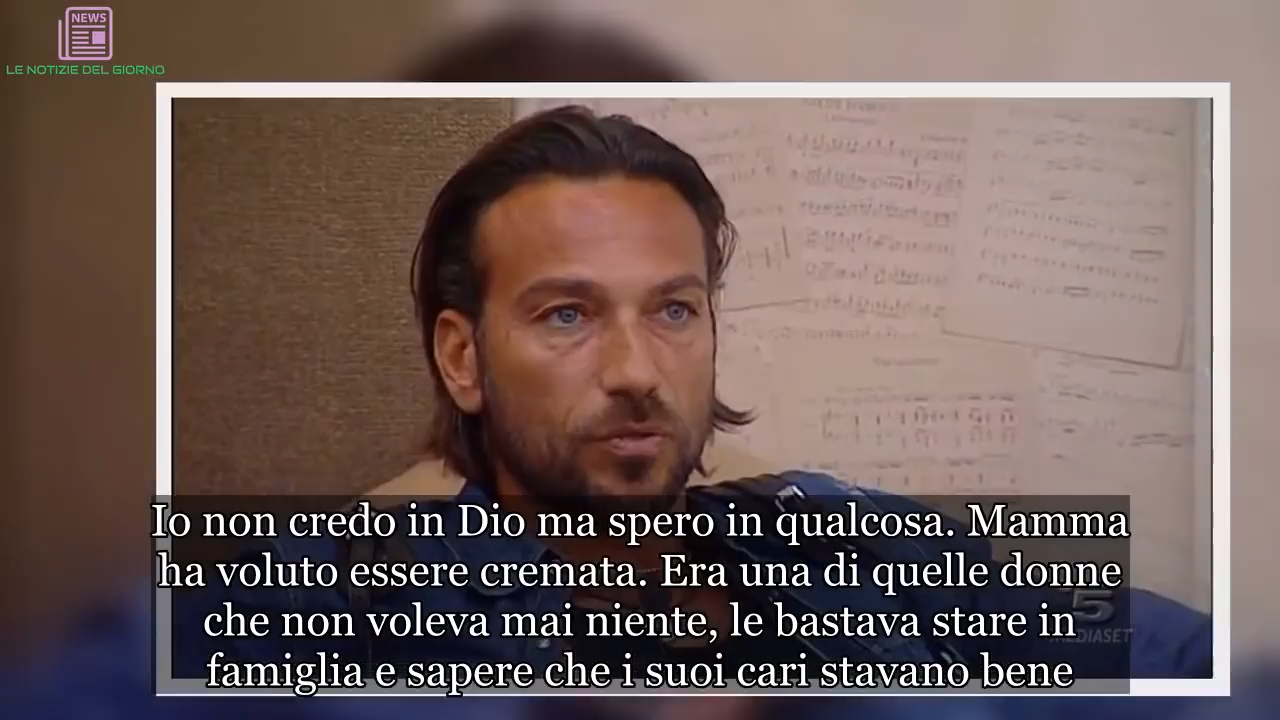 NEWS
LE NOTIZIE DEL GIORNO
Io non credo in Dio ma spero in qualcosa. Mamma
ha voluto essere cremata. Era una di quelle donne
che non voleva mai niente, le bastava stare in
famiglia e sapere che i suoi cari stavano bene
5
MEDIASET